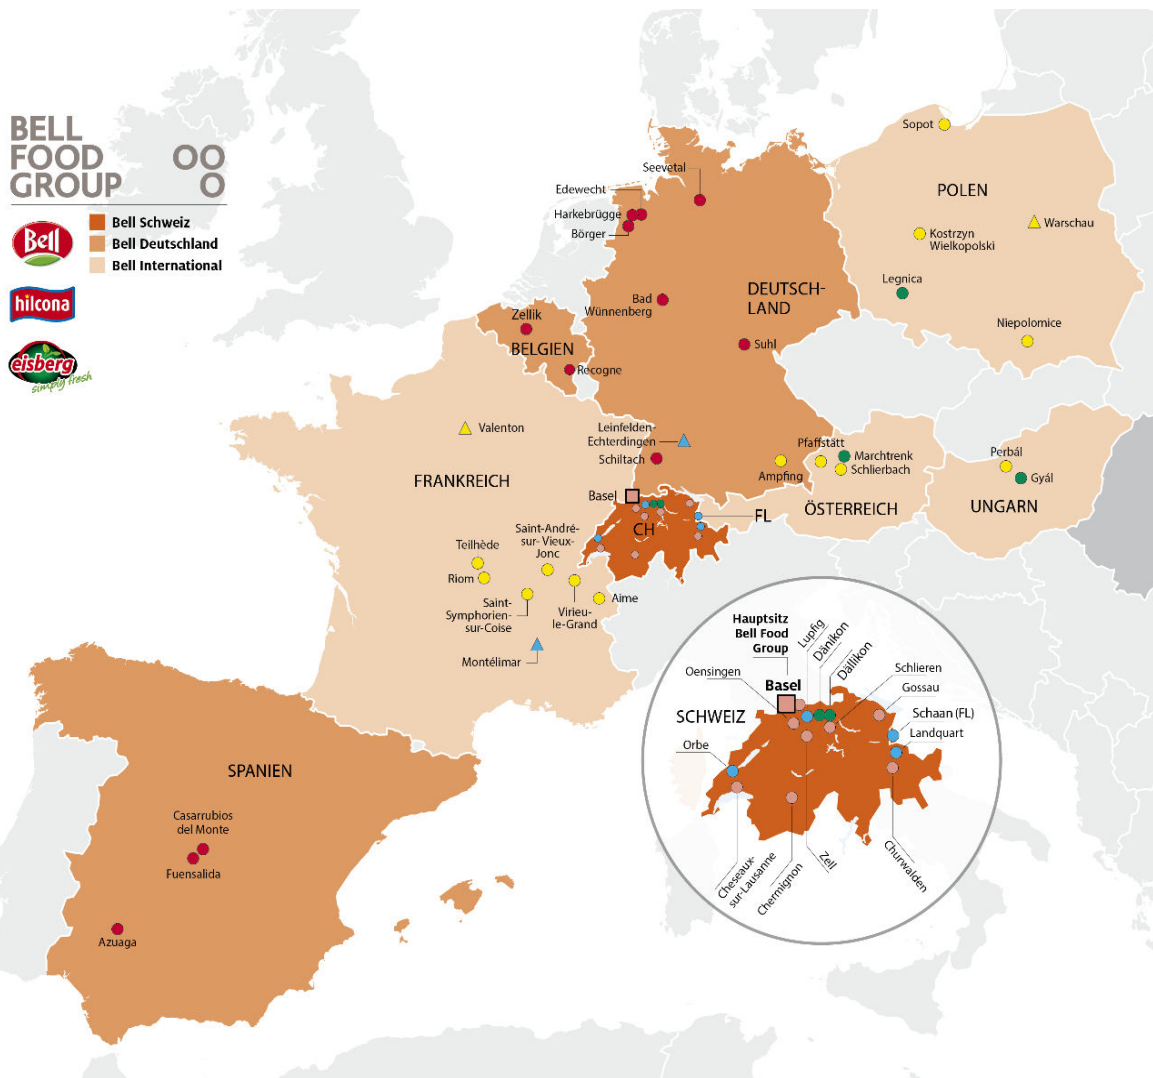 BELL
FOOD
GROUP
Bell
hilcona
eisberg
simply fresh
Bell Schweiz
Bell Deutschland
Bell International
Sopot
POLEN
Warschau
Kostrzyn
Wielkopolski
Legnica
Niepolomice
Seevetal
Edewecht
Harkebrügge
Börger
Bad
Wünnenberg
DEUTSCH-
LAND
Suhl
Zellik
BELGIEN
Recogne
Valenton
Leinfelden-
Echterdingen
Schiltach
Pfaffstätt
Ampfing
Marchtrenk
Schlierbach
Perbál
Gyál
FRANKREICH
Basel
ÖSTERREICH
UNGARN
FL
CH
Saint-André-
sur- Vieux-
Jonc
Teilhède
Riom
Saint-
Symphorien-
sur-Coise
Virieu-
le-Grand
Aime
Montélimar
SPANIEN
Casarrubios
del Monte
Fuensalida
Azuaga
Hauptsitz
Bell Food
Group
Basel
Lupfig
Dänikon
Dällikon
Oensingen
Schlieren
Gossau
SCHWEIZ
Schaan (FL)
Landquart
Orbe
Cheseaux-
sur-Lausanne
Chermignon
Zell
Churwalden